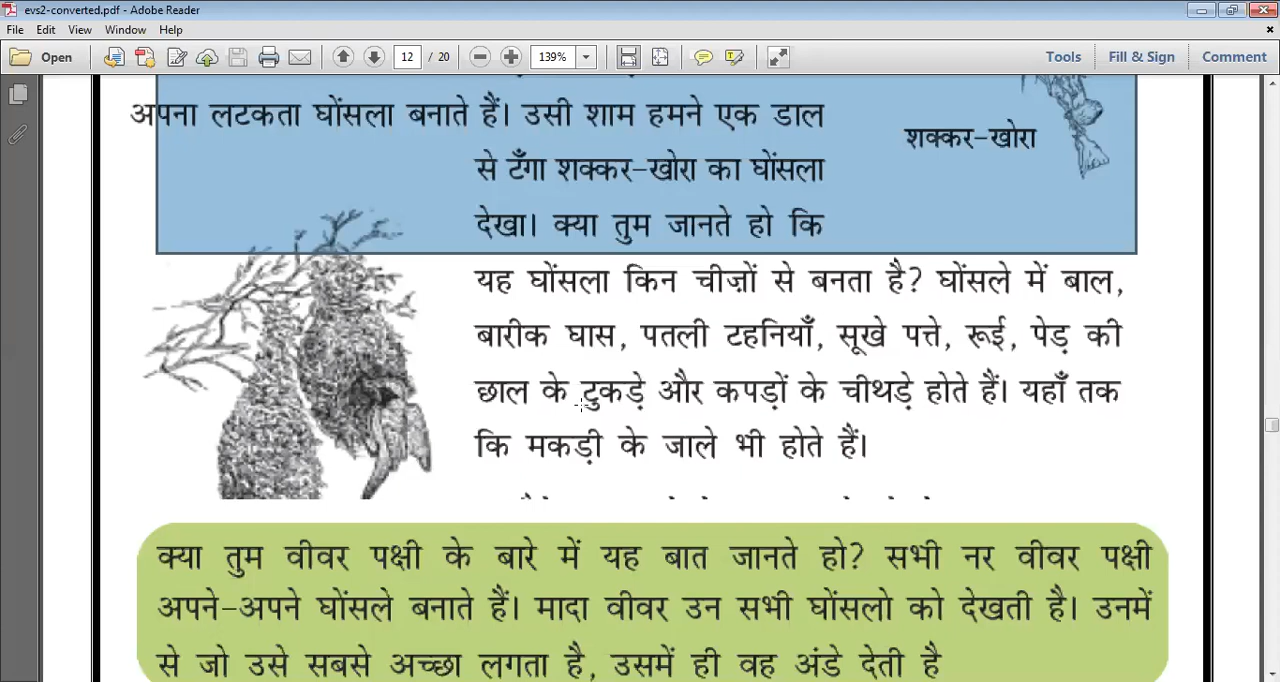 evs2-converted.pdf - Adobe Reader
File Edit View Window Help
Open 12 / 20 139% Tools Fill & Sign Comment
अपना लटकता घोंसला बनाते हैं। उसी शाम हमने एक डाल
शक्कर-खोरा
से टँगा शक्कर-खोरा का घोंसला
देखा। क्या तुम जानते हो कि
यह घोंसला किन चीज़ों से बनता है? घोंसले में बाल,
बारीक घास, पतली टहनियाँ, सूखे पत्ते, रूई, पेड़ की
छाल के टुकड़े और कपड़ों के चीथड़े होते हैं। यहाँ तक
कि मकड़ी के जाले भी होते हैं।
क्या तुम वीवर पक्षी के बारे में यह बात जानते हो? सभी नर वीवर पक्षी
अपने-अपने घोंसले बनाते हैं। मादा वीवर उन सभी घोंसलो को देखती है। उनमें
से जो उसे सबसे अच्छा लगता है, उसमें ही वह अंडे देती है